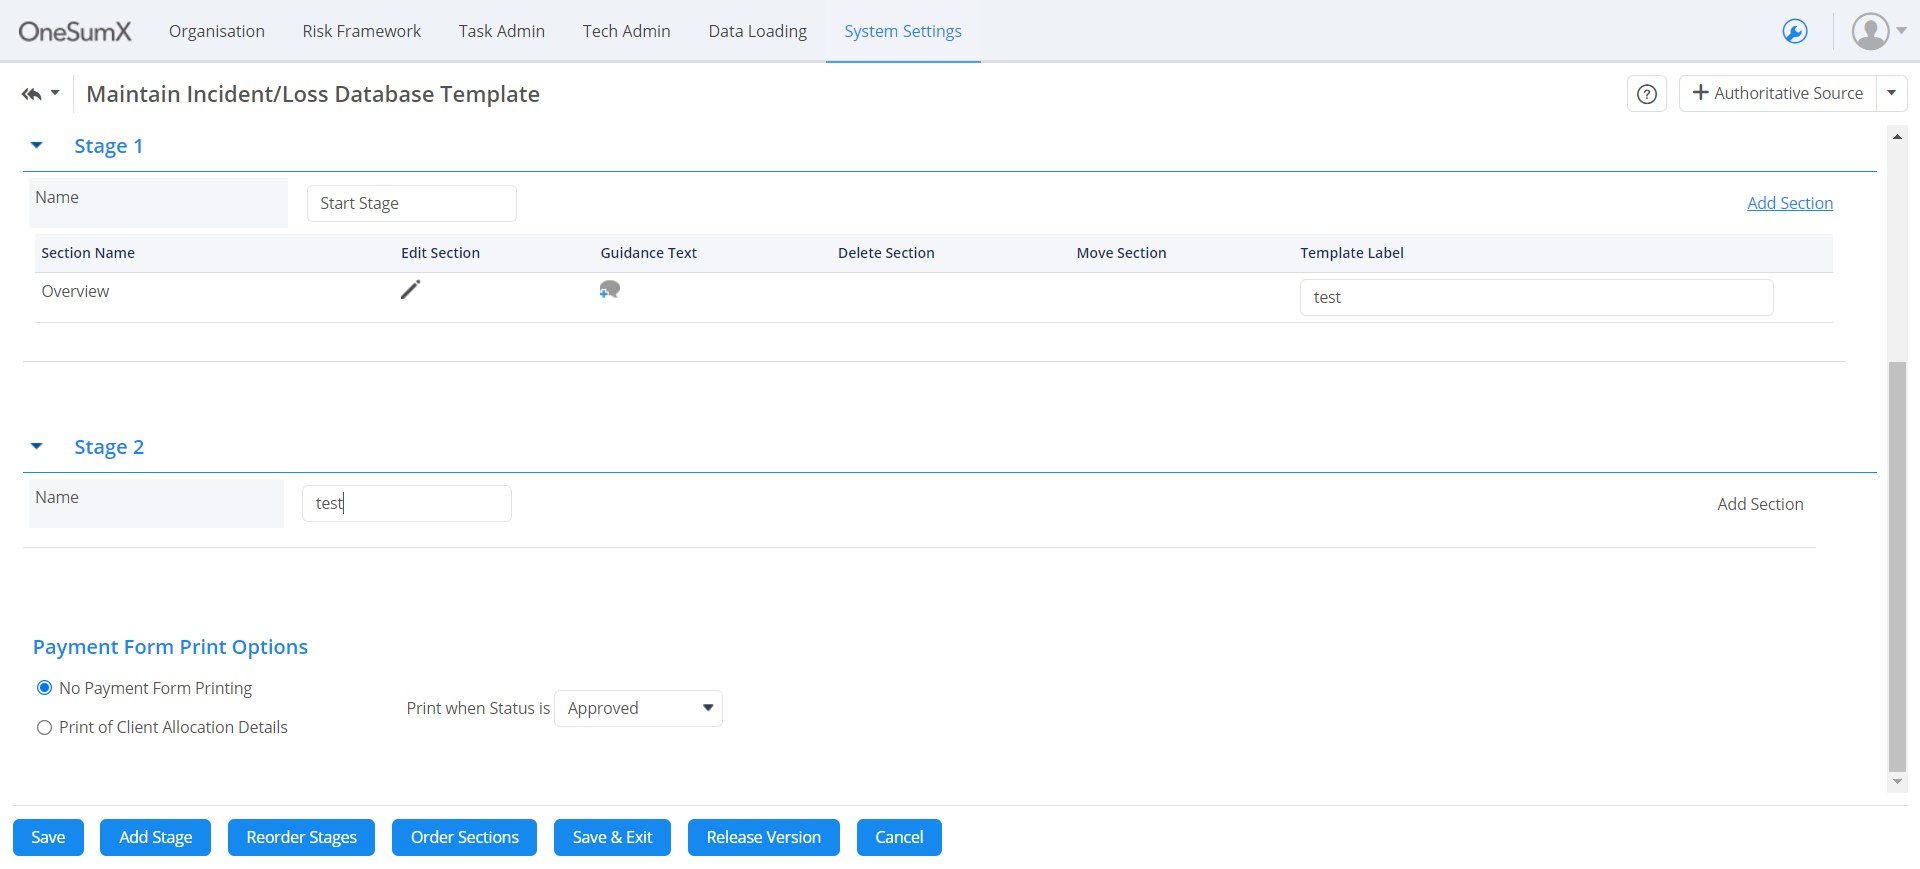 OneSumX Organisation Risk Framework Task Admin Tech Admin Data Loading System Settings
Maintain Incident/Loss Database Template ? Authoritative Source
Stage 1
Name Start Stage Add Section
Section Name Edit Section Guidance Text Delete Section Move Section Template Label
Overview test
Stage 2
Name test Add Section
Payment Form Print Options
No Payment Form Printing
Print when Status is Approved
Print of Client Allocation Details
Save Add Stage Reorder Stages Order Sections Save & Exit Release Version Cancel